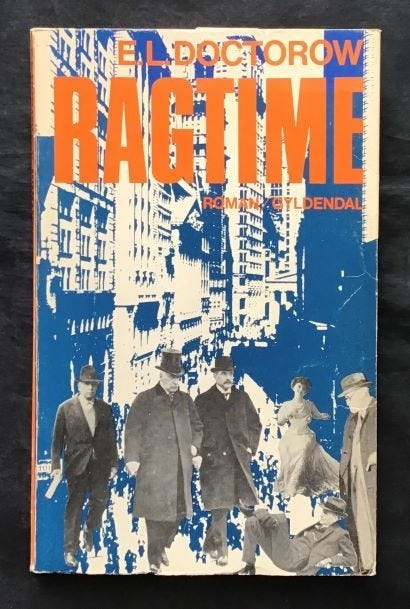 E.L. DOCTOROW
RAGTIME
ROMAN / GYLDENDAL